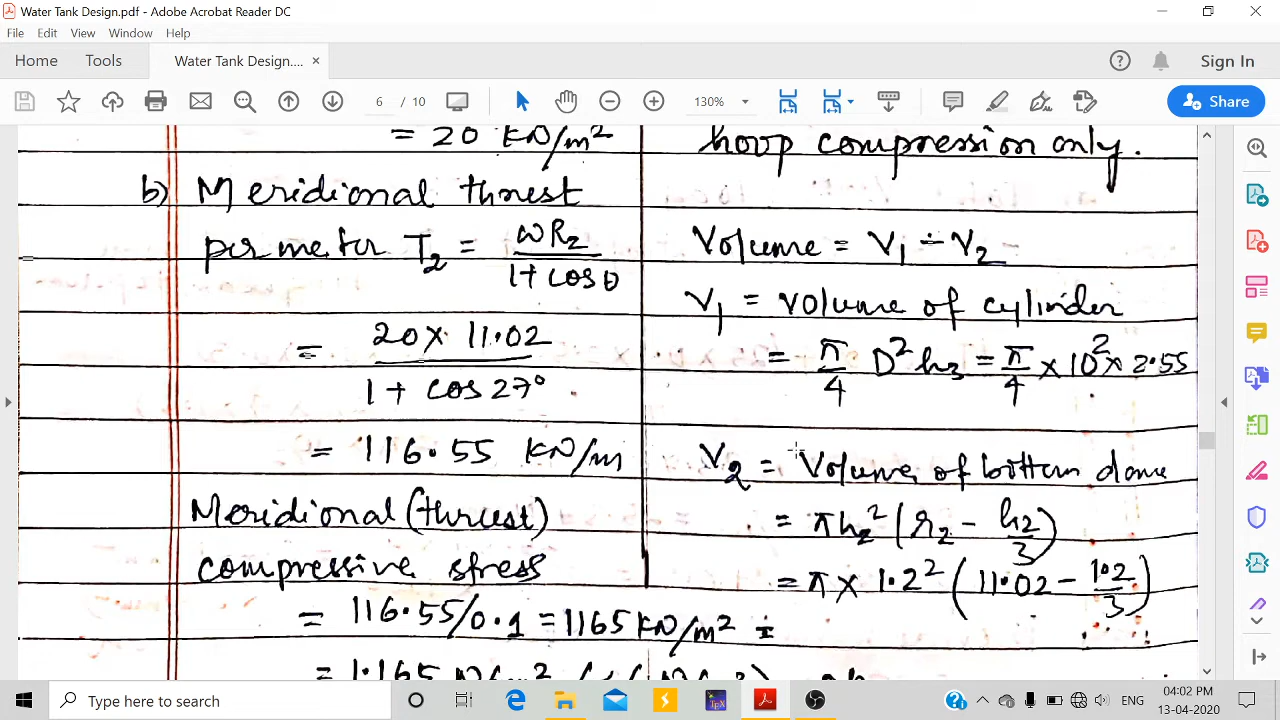 Water Tank Design.pdf - Adobe Acrobat Reader DC
File Edit View Window Help
Home Tools Water Tank Design.... × Sign In
6 / 10 130% Share
= 20 KN/m²
b) Meridional thrust
per meter T₂ = ωR₂ / 1 + cos θ
= 20 × 11.02 / 1 + cos 27°
= 116.55 KN/m
Meridional (thrust)
compressive stress
= 116.55/0.1 = 1165 KN/m² =
hoop compression only.
Volume = V₁ - V₂
V₁ = volume of cylinder
= π/4 D² h₃ = π/4 × 10² × 2.55
V₂ = Volume of bottom dome
= πh₂² (r₂ - h₂/3)
= π × 1.2² (11.02 - 1.2/3)
Type here to search
ENG
04:02 PM
13-04-2020